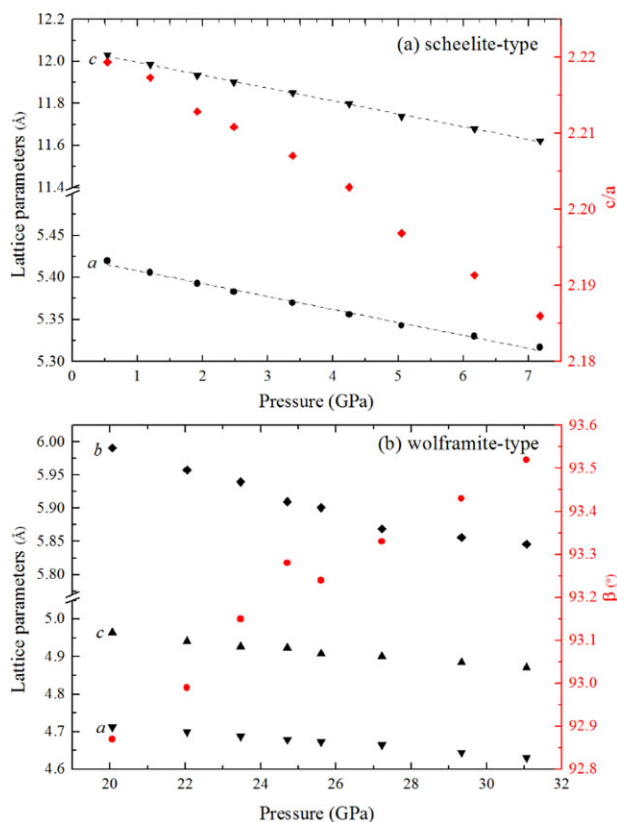 (a) scheelite-type
12.2
12.0
11.8
11.6
11.4
5.45
5.40
5.35
5.30
Lattice parameters (Å)
c
a
2.22
2.21
2.20
2.19
2.18
c/a
0 1 2 3 4 5 6 7
Pressure (GPa)
(b) wolframite-type
6.00
5.95
5.90
5.85
5.80
5.0
4.9
4.8
4.7
4.6
Lattice parameters (Å)
b
c
a
93.6
93.5
93.4
93.3
93.2
93.1
93.0
92.9
92.8
β (°)
20 22 24 26 28 30 32
Pressure (GPa)